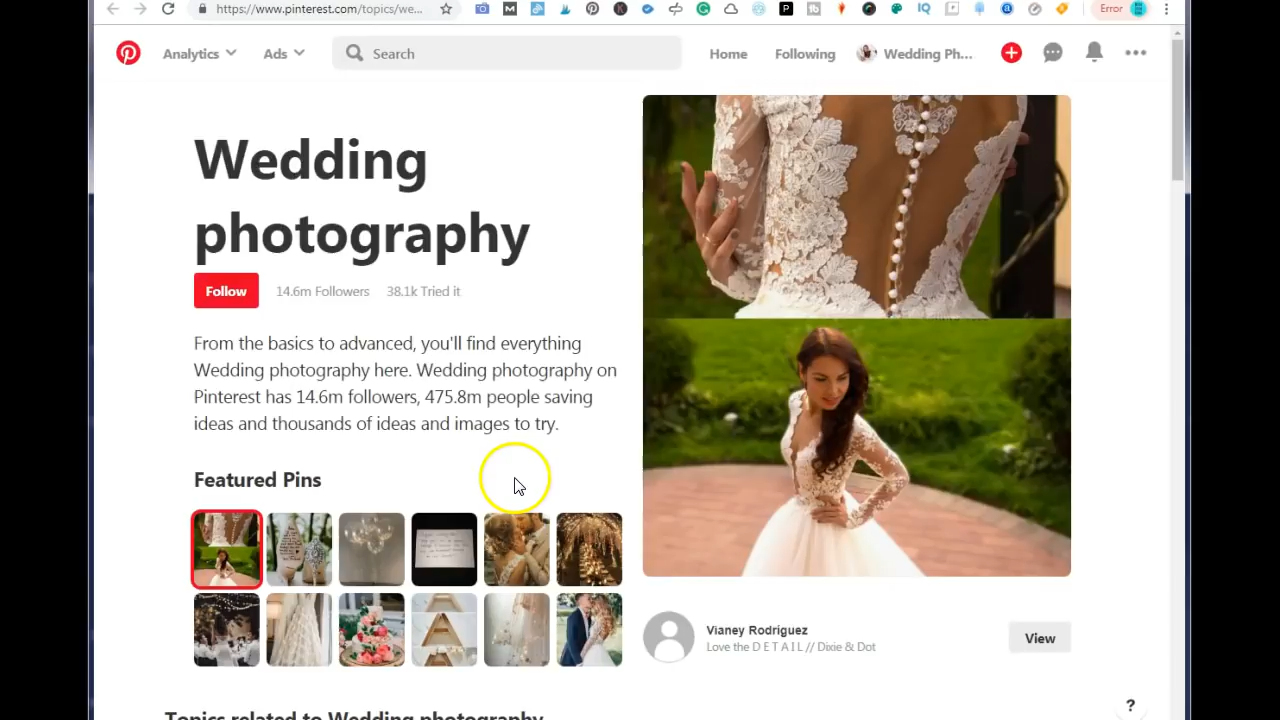 https://www.pinterest.com/topics/we...
Error
Analytics
Ads
Search
Home
Following
Wedding Ph...
Wedding
photography
Follow
14.6m Followers
38.1k Tried it
From the basics to advanced, you'll find everything
Wedding photography here. Wedding photography on
Pinterest has 14.6m followers, 475.8m people saving
ideas and thousands of ideas and images to try.
Featured Pins
Vianey Rodríguez
Love the D E T A I L // Dixie & Dot
View
?
Topics related to Wedding photography